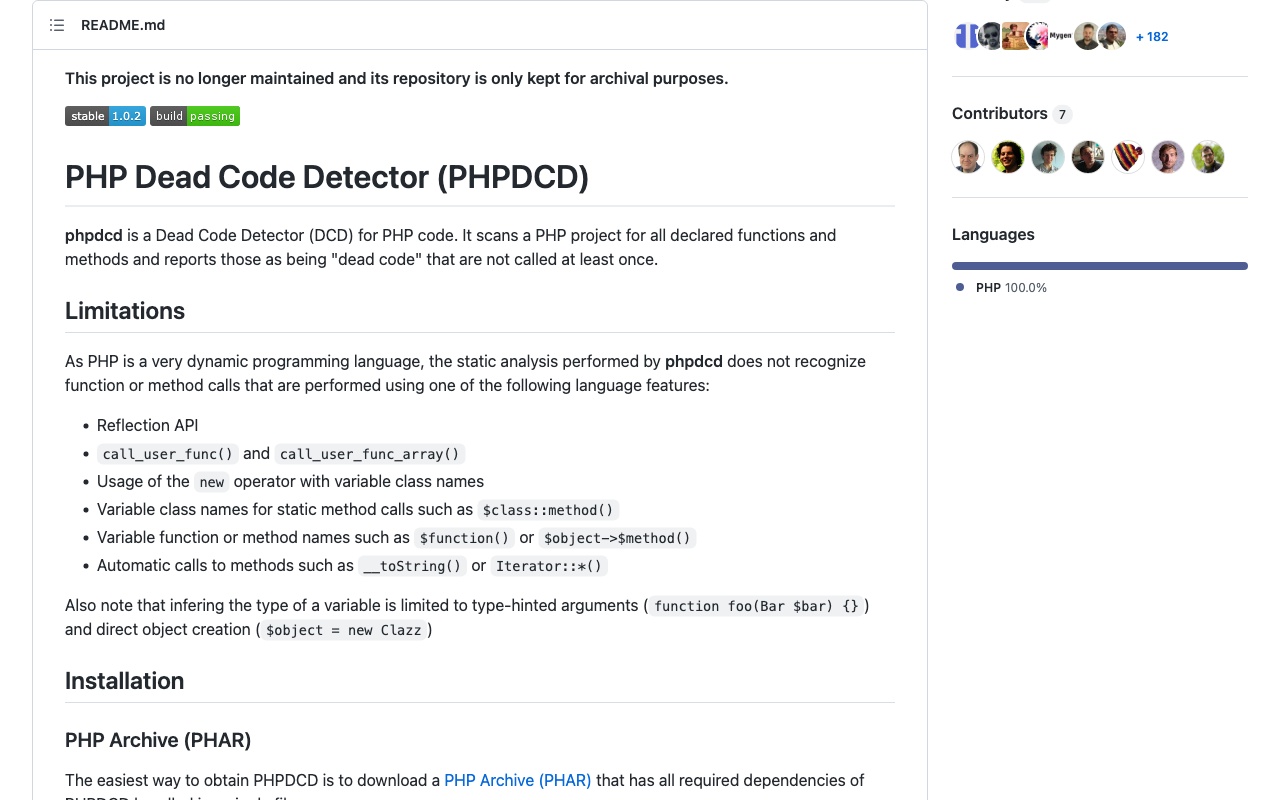 README.md
This project is no longer maintained and its repository is only kept for archival purposes.
stable 1.0.2 build passing
PHP Dead Code Detector (PHPDCD)
phpdcd is a Dead Code Detector (DCD) for PHP code. It scans a PHP project for all declared functions and
methods and reports those as being "dead code" that are not called at least once.
Limitations
As PHP is a very dynamic programming language, the static analysis performed by phpdcd does not recognize
function or method calls that are performed using one of the following language features:
• Reflection API
• call_user_func() and call_user_func_array()
• Usage of the new operator with variable class names
• Variable class names for static method calls such as $class::method()
• Variable function or method names such as $function() or $object->$method()
• Automatic calls to methods such as __toString() or Iterator::*()
Also note that infering the type of a variable is limited to type-hinted arguments ( function foo(Bar $bar) {} )
and direct object creation ( $object = new Clazz )
Installation
PHP Archive (PHAR)
The easiest way to obtain PHPDCD is to download a PHP Archive (PHAR) that has all required dependencies of
Mygen
+ 182
Contributors 7
Languages
PHP 100.0%